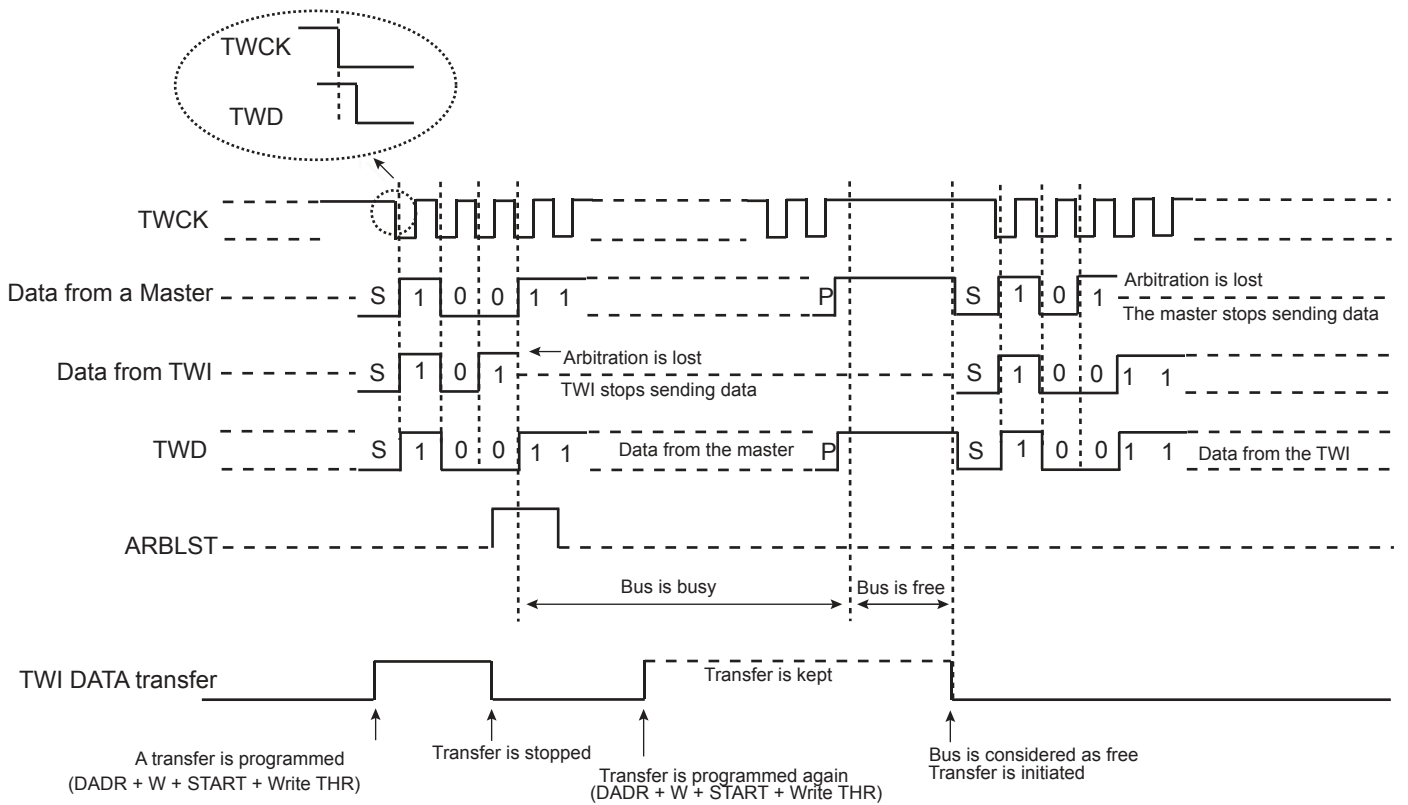 TWCK
TWD
TWCK
Data from a Master S 1 0 0 1 1 P S 1 0 1 Arbitration is lost
The master stops sending data
Data from TWI S 1 0 1 Arbitration is lost S 1 0 0 1 1
TWI stops sending data
TWD S 1 0 0 1 1 Data from the master P S 1 0 0 1 1 Data from the TWI
ARBLST
Bus is busy Bus is free
TWI DATA transfer Transfer is kept
A transfer is programmed
(DADR + W + START + Write THR)
Transfer is stopped
Transfer is programmed again
(DADR + W + START + Write THR)
Bus is considered as free
Transfer is initiated